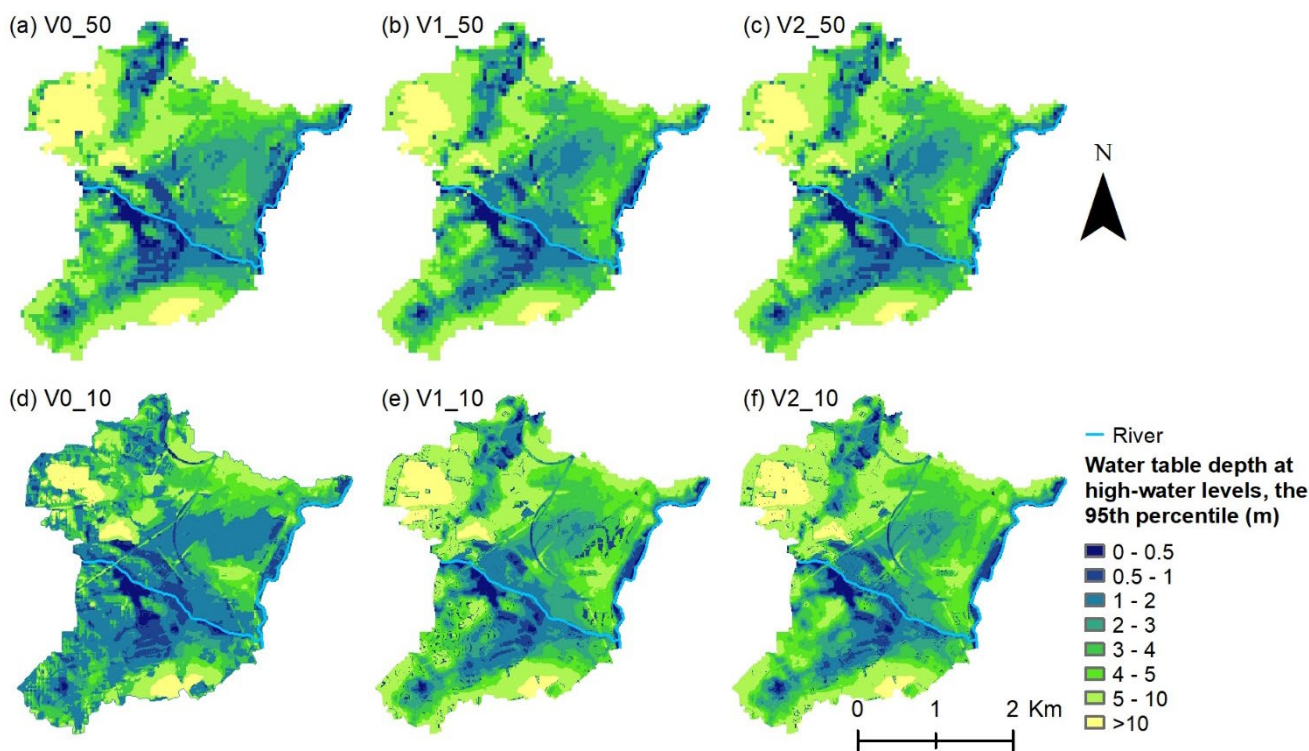 (a) V0_50
(b) V1_50
(c) V2_50
N
(d) V0_10
(e) V1_10
(f) V2_10
River
Water table depth at
high-water levels, the
95th percentile (m)
0 - 0.5
0.5 - 1
1 - 2
2 - 3
3 - 4
4 - 5
5 - 10
>10
0 1 2 Km